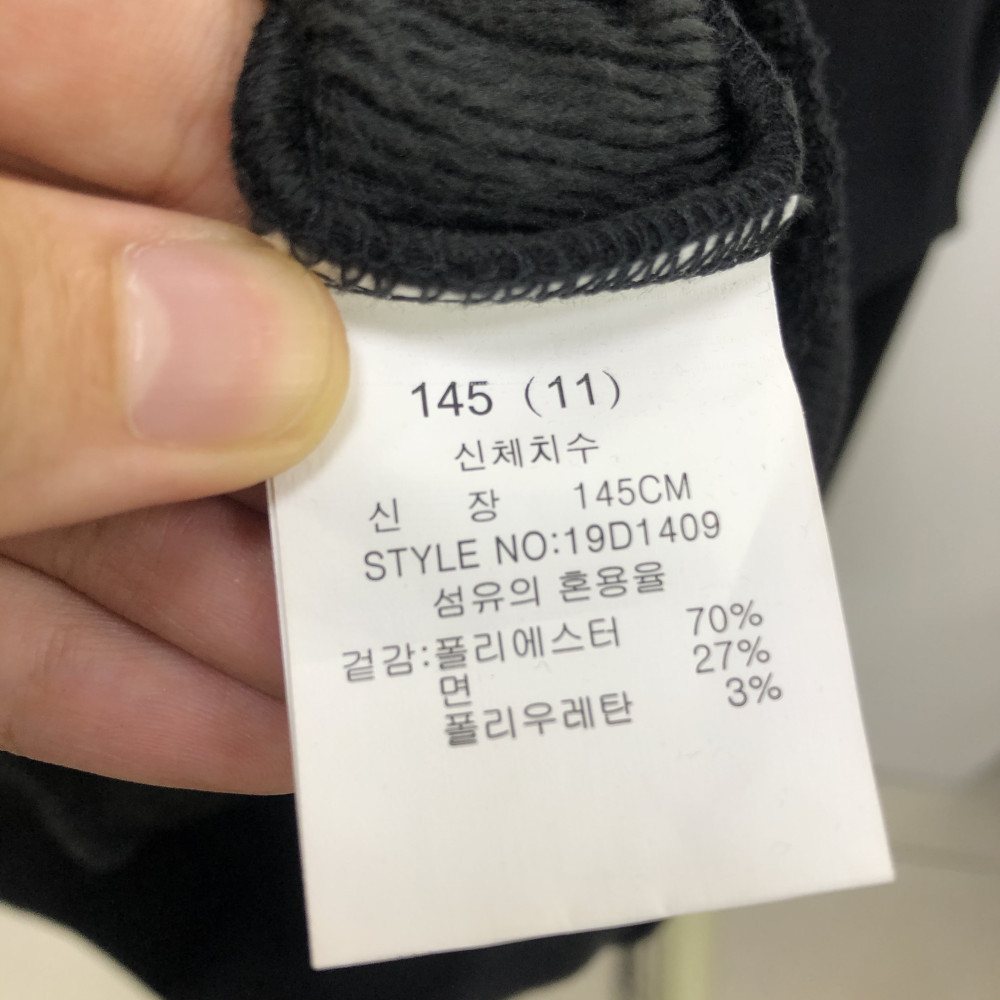 145 (11)
신체치수
신 장 145CM
STYLE NO:19D1409
섬유의 혼용율
겉감:폴리에스터 70%
면 27%
폴리우레탄 3%